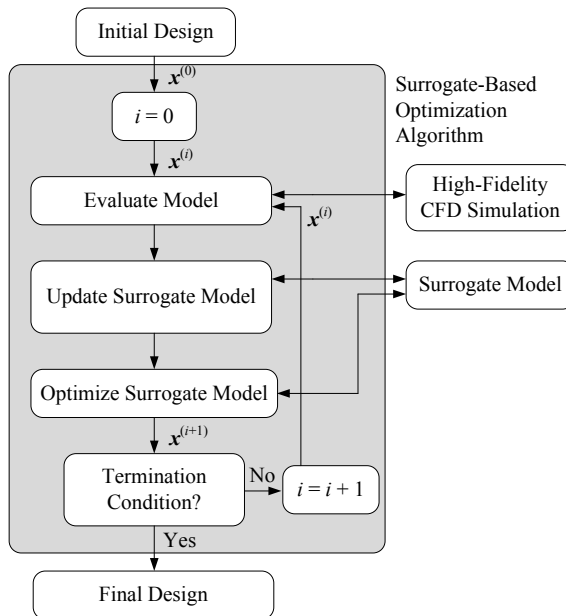 Initial Design
x^(0)
Surrogate-Based
Optimization
Algorithm
i = 0
x^(i)
Evaluate Model
High-Fidelity
CFD Simulation
x^(i)
Update Surrogate Model
Surrogate Model
Optimize Surrogate Model
x^(i+1)
Termination
Condition?
No
i = i + 1
Yes
Final Design